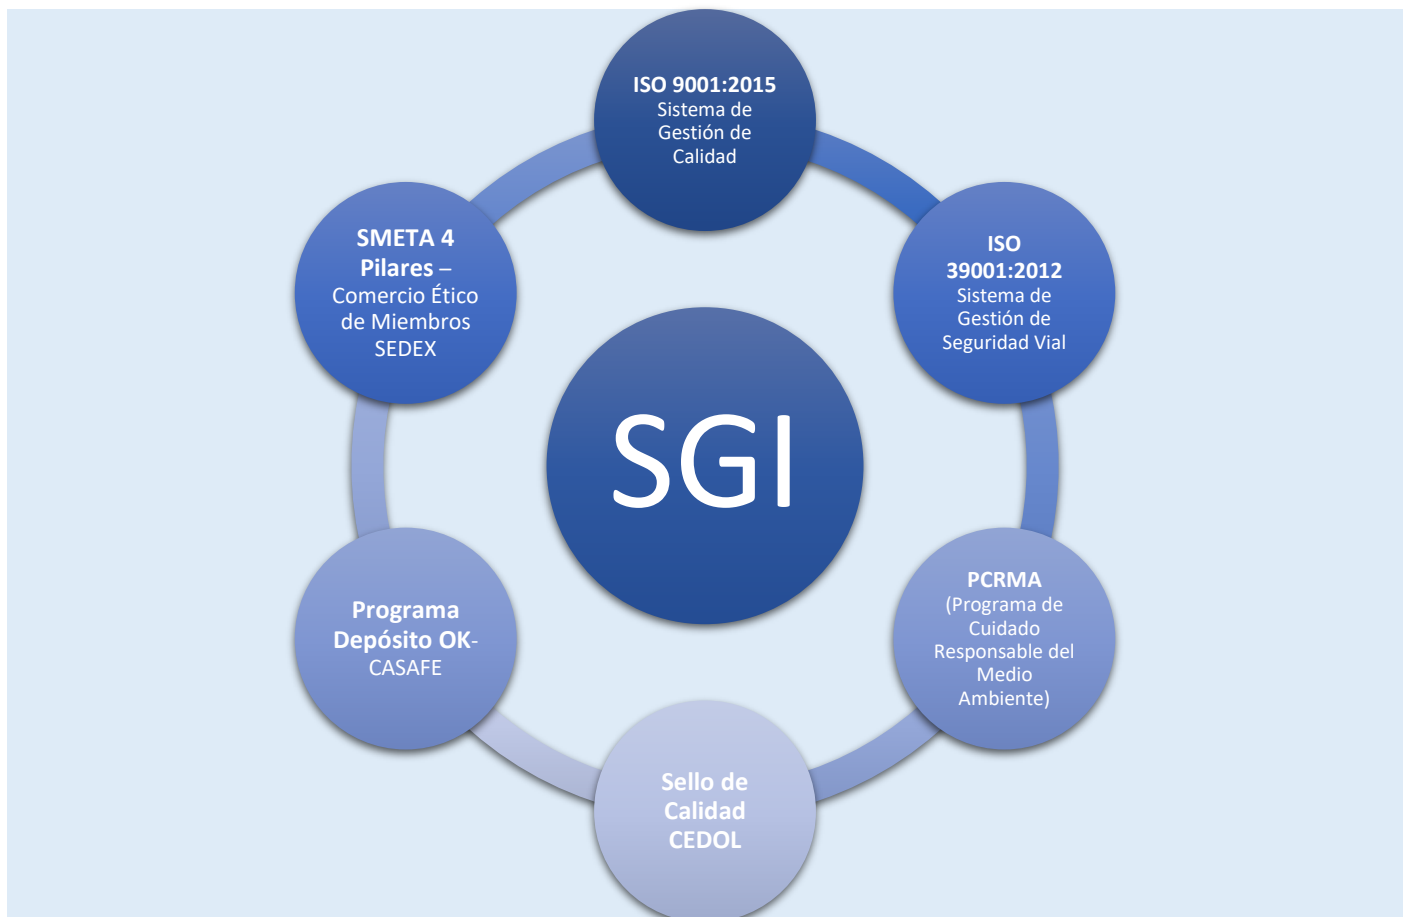 ISO 9001:2015
Sistema de
Gestión de
Calidad
ISO
39001:2012
Sistema de
Gestión de
Seguridad Vial
PCRMA
(Programa de
Cuidado
Responsable del
Medio
Ambiente)
Sello de
Calidad
CEDOL
Programa
Depósito OK-
CASAFE
SMETA 4
Pilares –
Comercio Ético
de Miembros
SEDEX
SGI